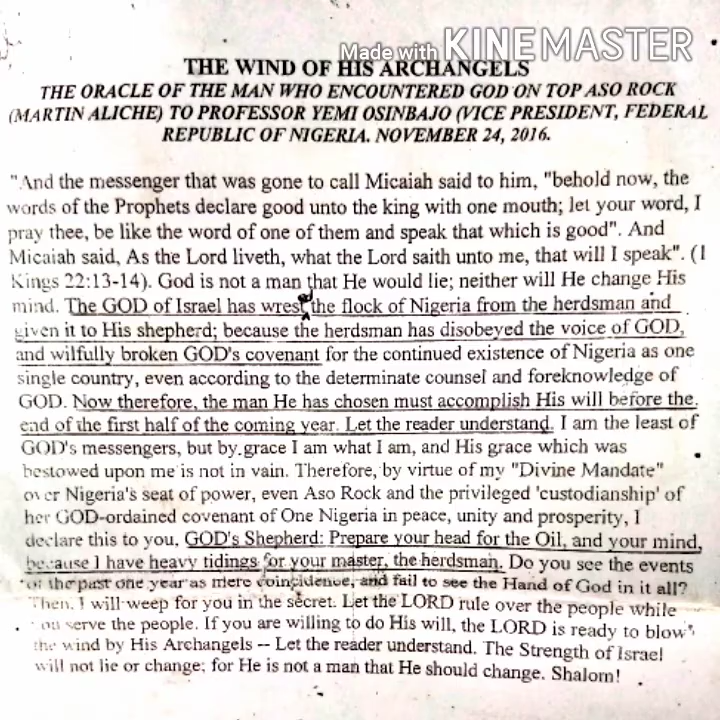 Made with KINEMASTER
THE WIND OF HIS ARCHANGELS
THE ORACLE OF THE MAN WHO ENCOUNTERED GOD ON TOP ASO ROCK
(MARTIN ALICHE) TO PROFESSOR YEMI OSINBAJO (VICE PRESIDENT, FEDERAL
REPUBLIC OF NIGERIA. NOVEMBER 24, 2016.
"And the messenger that was gone to call Micaiah said to him, "behold now, the
words of the Prophets declare good unto the king with one mouth; let your word, I
pray thee, be like the word of one of them and speak that which is good". And
Micaiah said, As the Lord liveth, what the Lord saith unto me, that will I speak". (I
Kings 22:13-14). God is not a man that He would lie; neither will He change His
mind. The GOD of Israel has wrested the flock of Nigeria from the herdsman and
given it to His shepherd; because the herdsman has disobeyed the voice of GOD,
and wilfully broken GOD's covenant for the continued existence of Nigeria as one
single country, even according to the determinate counsel and foreknowledge of
GOD. Now therefore, the man He has chosen must accomplish His will before the
end of the first half of the coming year. Let the reader understand. I am the least of
GOD's messengers, but by grace I am what I am, and His grace which was
bestowed upon me is not in vain. Therefore, by virtue of my "Divine Mandate"
over Nigeria's seat of power, even Aso Rock and the privileged 'custodianship' of
her GOD-ordained covenant of One Nigeria in peace, unity and prosperity, I
declare this to you, GOD's Shepherd: Prepare your head for the Oil, and your mind,
because I have heavy tidings for your master, the herdsman. Do you see the events
of the past one year as mere coincidence, and fail to see the Hand of God in it all?
Then, I will weep for you in the secret. Let the LORD rule over the people while
you serve the people. If you are willing to do His will, the LORD is ready to blow
the wind by His Archangels -- Let the reader understand. The Strength of Israel
will not lie or change; for He is not a man that He should change. Shalom!